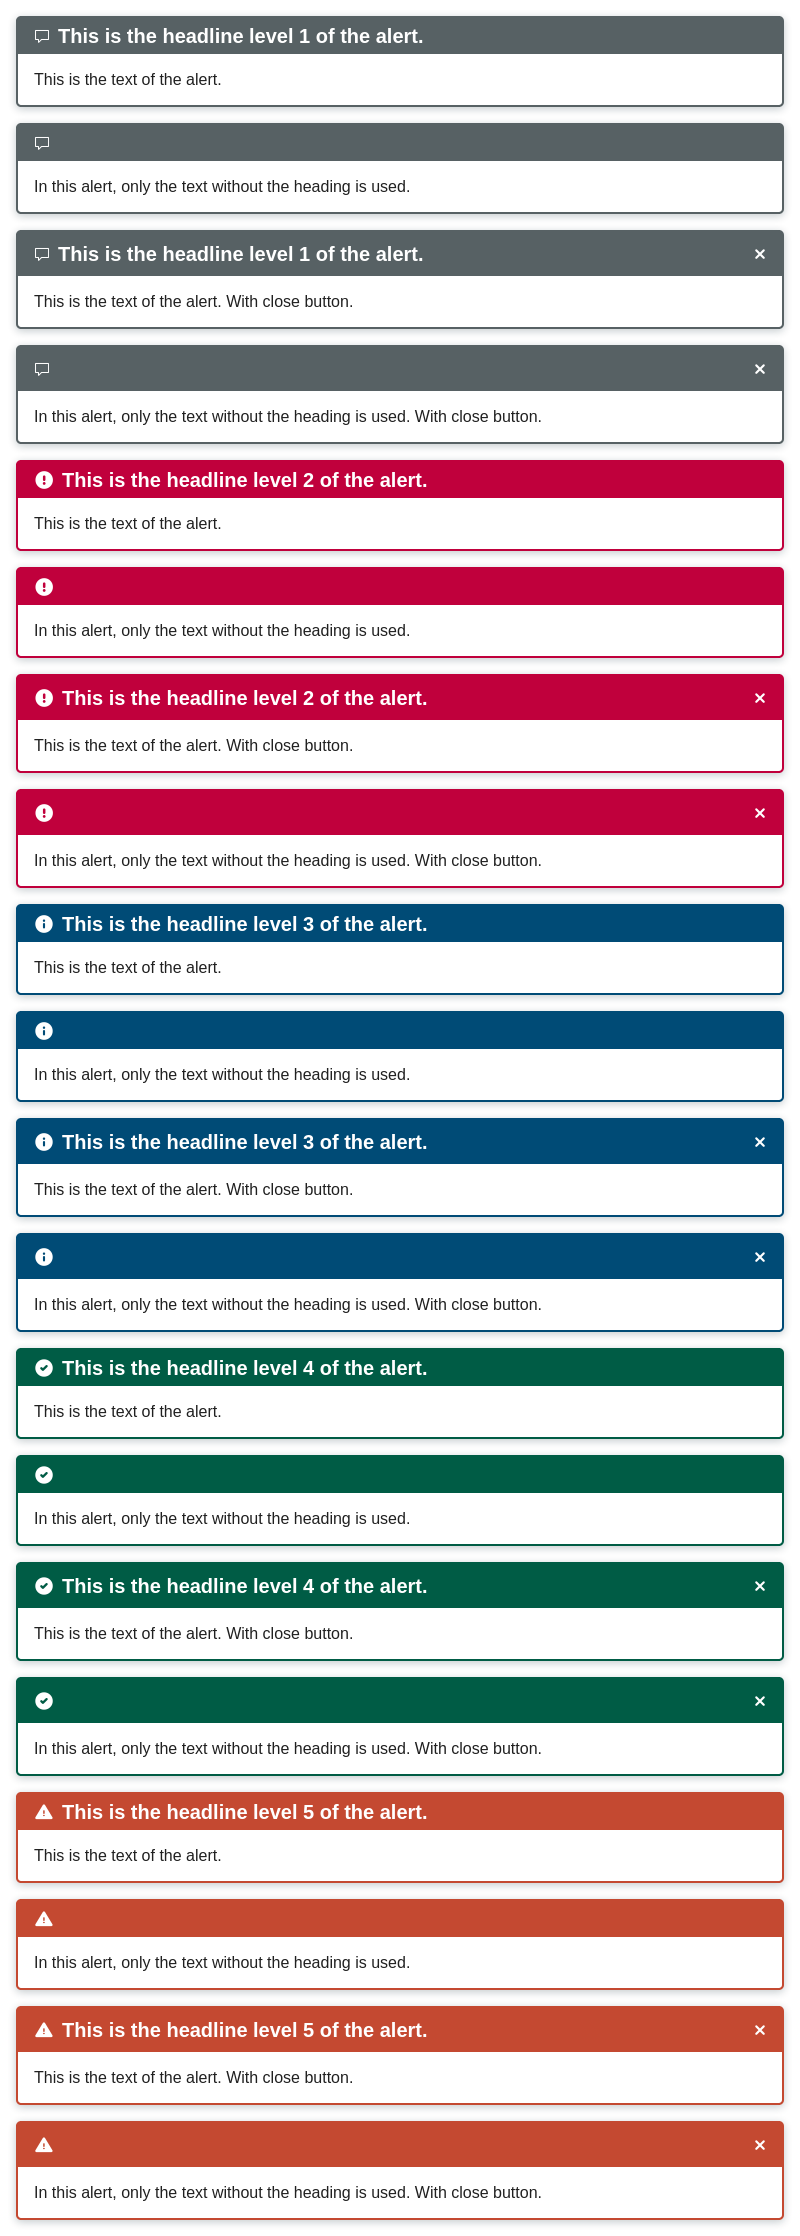 This is the headline level 1 of the alert.
This is the text of the alert.
In this alert, only the text without the heading is used.
This is the headline level 1 of the alert.
This is the text of the alert. With close button.
In this alert, only the text without the heading is used. With close button.
This is the headline level 2 of the alert.
This is the text of the alert.
In this alert, only the text without the heading is used.
This is the headline level 2 of the alert.
This is the text of the alert. With close button.
In this alert, only the text without the heading is used. With close button.
This is the headline level 3 of the alert.
This is the text of the alert.
In this alert, only the text without the heading is used.
This is the headline level 3 of the alert.
This is the text of the alert. With close button.
In this alert, only the text without the heading is used. With close button.
This is the headline level 4 of the alert.
This is the text of the alert.
In this alert, only the text without the heading is used.
This is the headline level 4 of the alert.
This is the text of the alert. With close button.
In this alert, only the text without the heading is used. With close button.
This is the headline level 5 of the alert.
This is the text of the alert.
In this alert, only the text without the heading is used.
This is the headline level 5 of the alert.
This is the text of the alert. With close button.
In this alert, only the text without the heading is used. With close button.